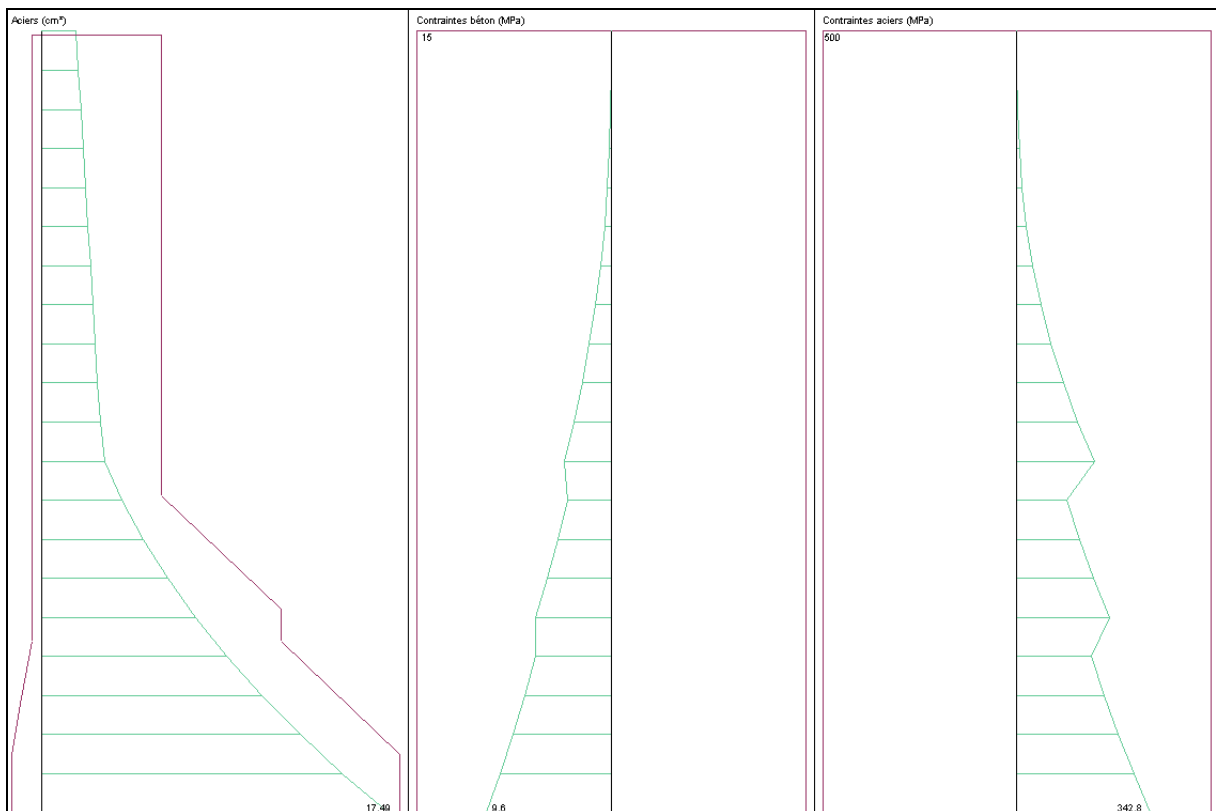 Aciers (cm²)
Contraintes béton (MPa)
Contraintes aciers (MPa)
15
500
17.49
9.6
342.8